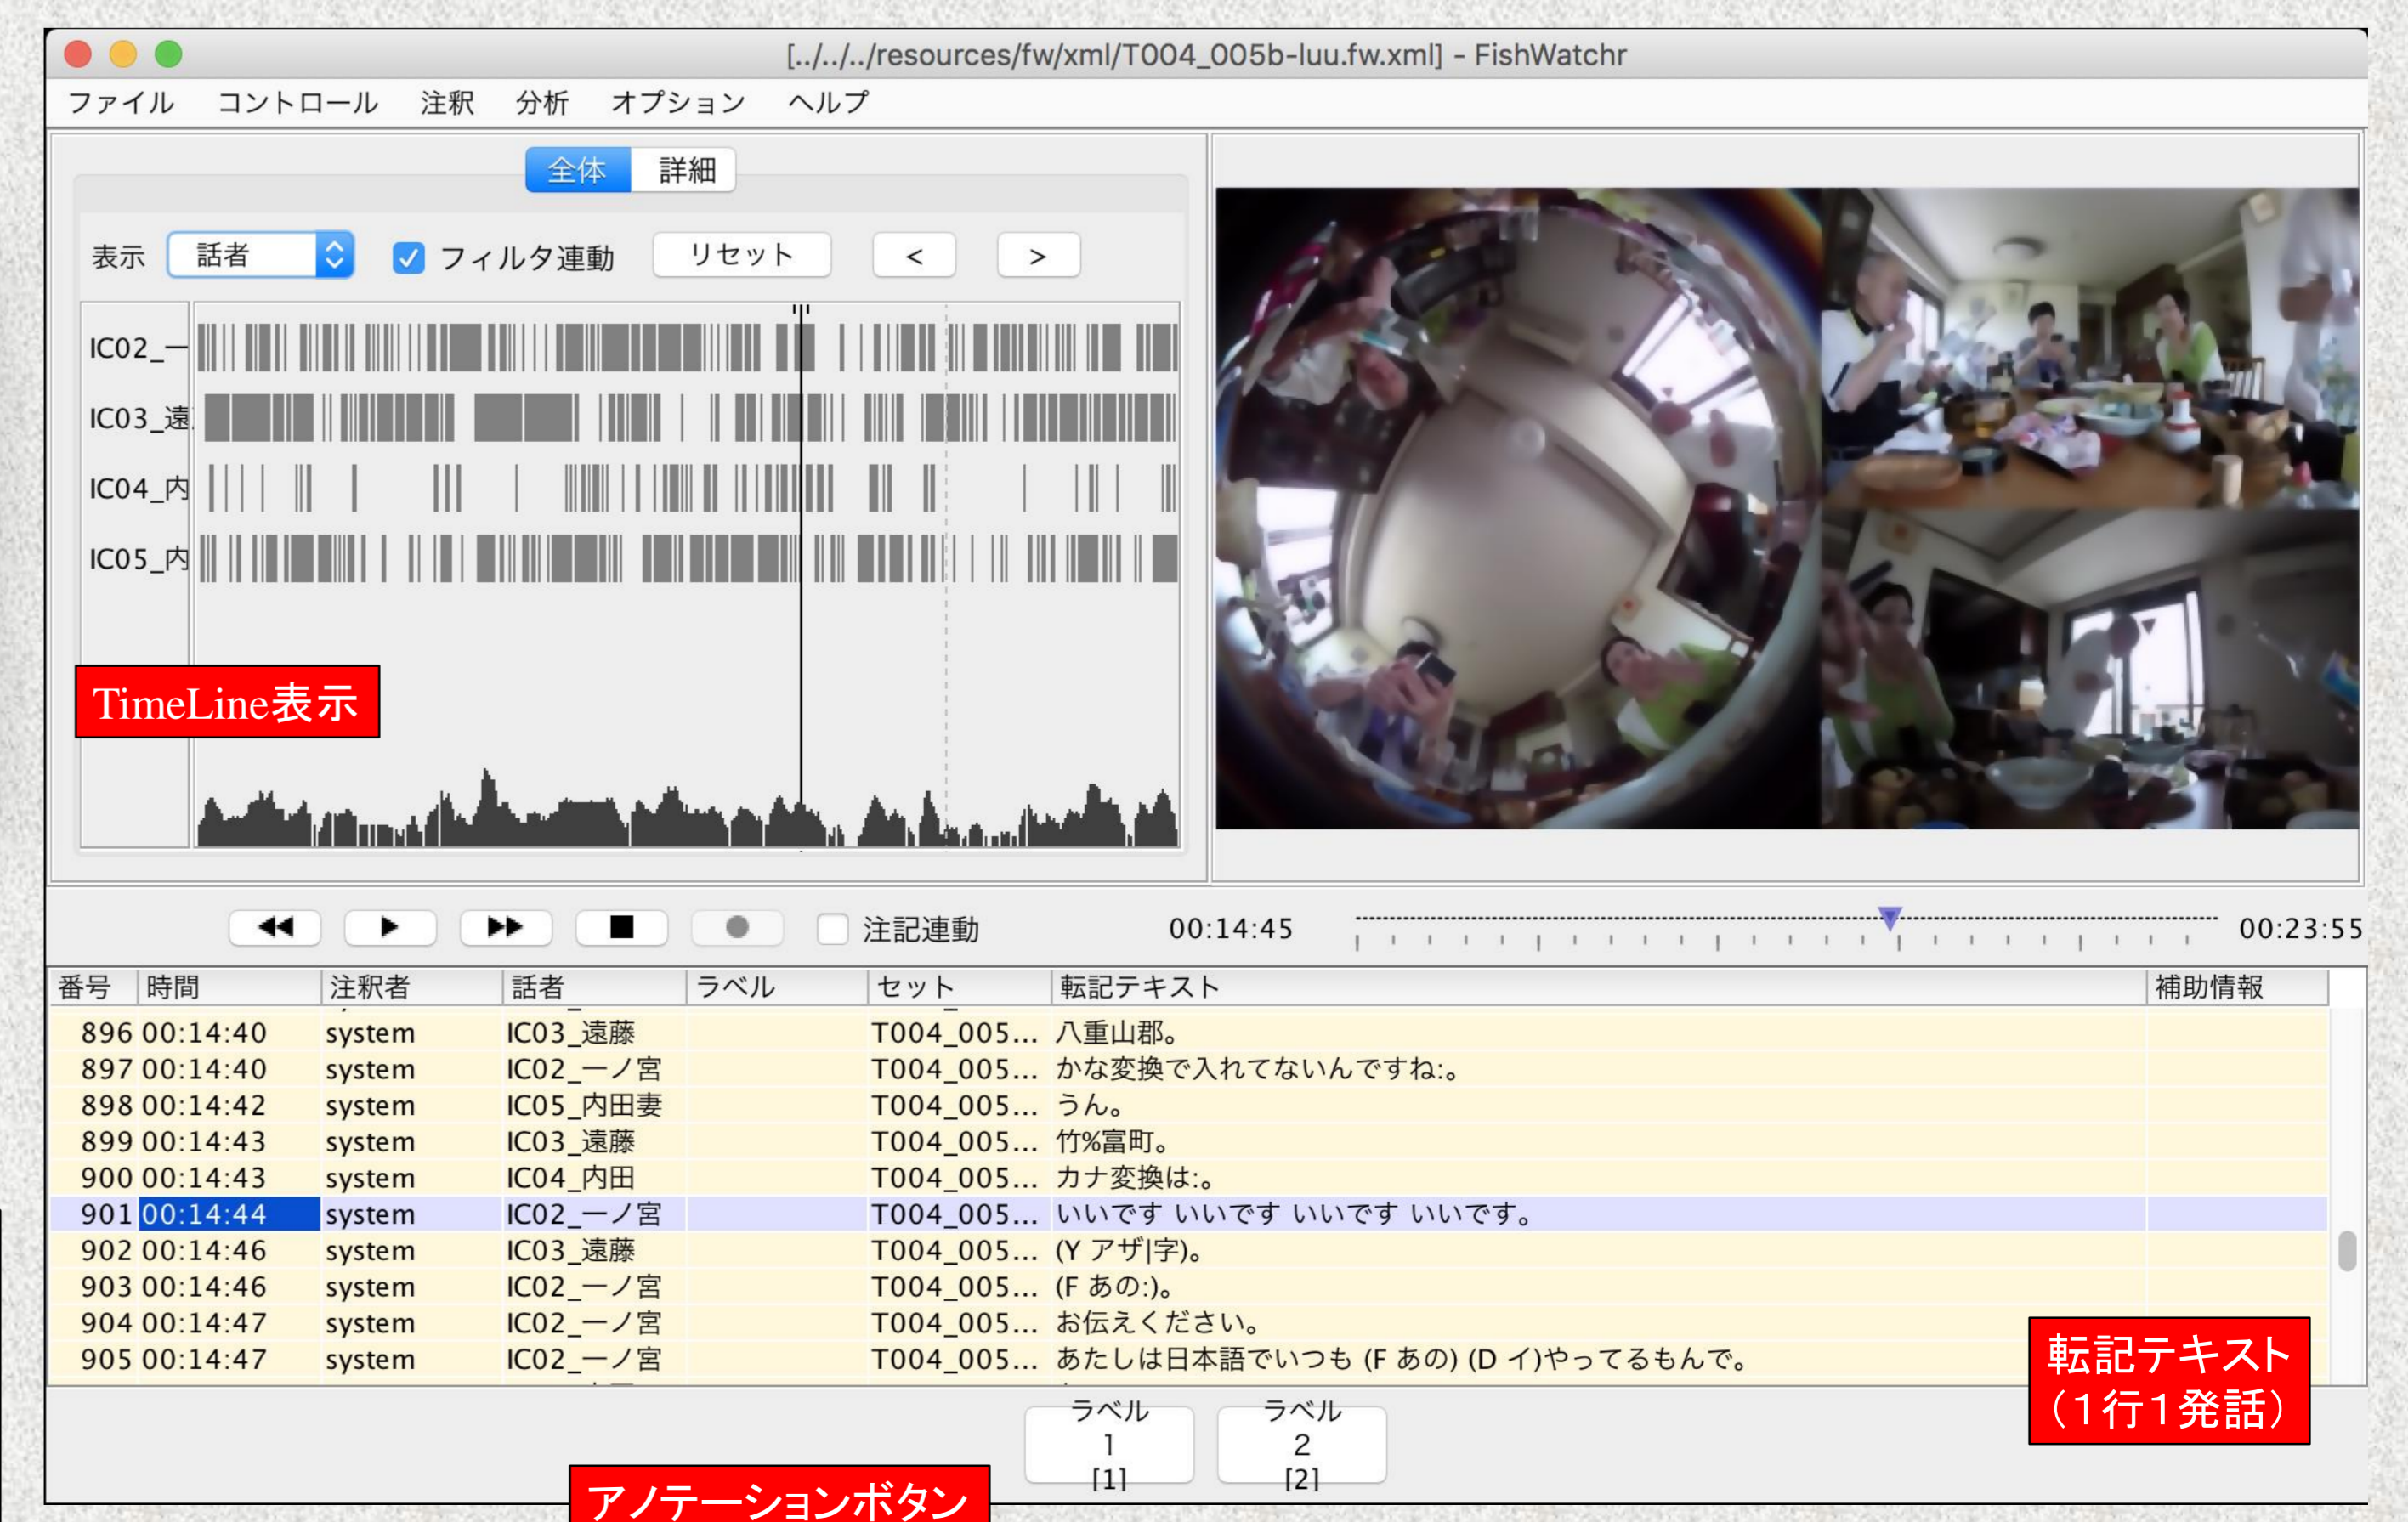 [../../../resources/fw/xml/T004_005b-luu.fw.xml] - FishWatchr
ファイル コントロール 注釈 分析 オプション ヘルプ
全体 詳細
表示 話者 フィルタ連動 リセット < >
IC02_一
IC03_遠
IC04_内
IC05_内
TimeLine表示
注記連動 00:14:45 00:23:55
番号 時間 注釈者 話者 ラベル セット 転記テキスト 補助情報
896 00:14:40 system IC03_遠藤 T004_005... 八重山郡。
897 00:14:40 system IC02_一ノ宮 T004_005... かな変換で入れてないんですね:。
898 00:14:42 system IC05_内田妻 T004_005... うん。
899 00:14:43 system IC03_遠藤 T004_005... 竹%富町。
900 00:14:43 system IC04_内田 T004_005... カナ変換は:。
901 00:14:44 system IC02_一ノ宮 T004_005... いいです いいです いいです いいです。
902 00:14:46 system IC03_遠藤 T004_005... (Y アザ|字)。
903 00:14:46 system IC02_一ノ宮 T004_005... (F あの:)。
904 00:14:47 system IC02_一ノ宮 T004_005... お伝えください。
905 00:14:47 system IC02_一ノ宮 T004_005... あたしは日本語でいつも (F あの) (D イ)やってるもんで。
転記テキスト
（1行1発話）
ラベル 1 [1]
ラベル 2 [2]
アノテーションボタン